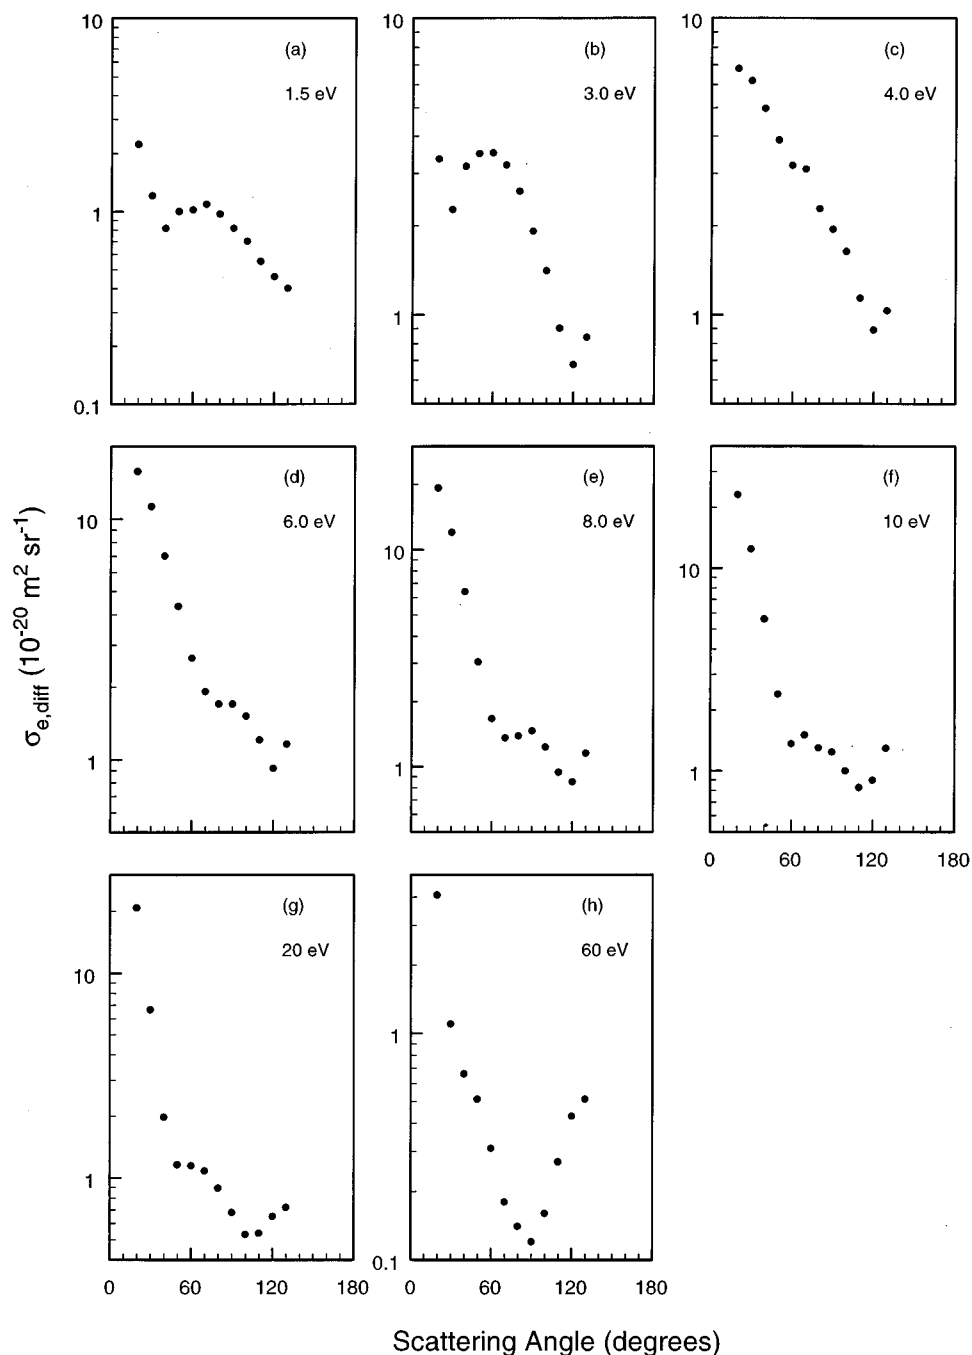 10
1
0.1
(a)
1.5 eV
10
1
(b)
3.0 eV
10
1
(c)
4.0 eV
10
1
(d)
6.0 eV
10
1
(e)
8.0 eV
10
1
(f)
10 eV
0 60 120 180
10
1
(g)
20 eV
0 60 120 180
1
0.1
(h)
60 eV
0 60 120 180
σe,diff (10⁻²⁰ m² sr⁻¹)
Scattering Angle (degrees)